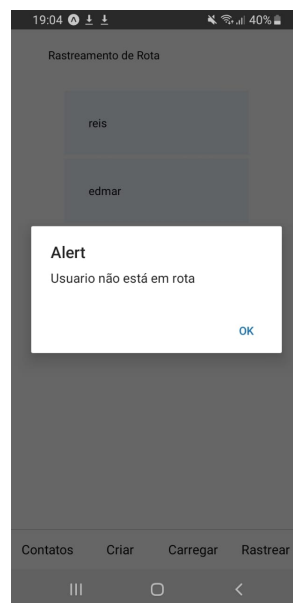 19:04 40%
Rastreamento de Rota
reis
edmar
Alert
Usuario não está em rota
OK
Contatos Criar Carregar Rastrear